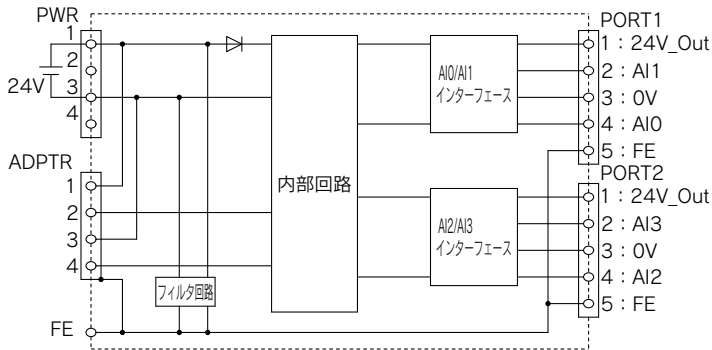 PWR
1
2
24V
3
4
ADPTR
1
2
3
4
FE
フィルタ回路
内部回路
AI0/AI1
インターフェース
AI2/AI3
インターフェース
PORT1
1：24V_Out
2：AI1
3：0V
4：AI0
5：FE
PORT2
1：24V_Out
2：AI3
3：0V
4：AI2
5：FE